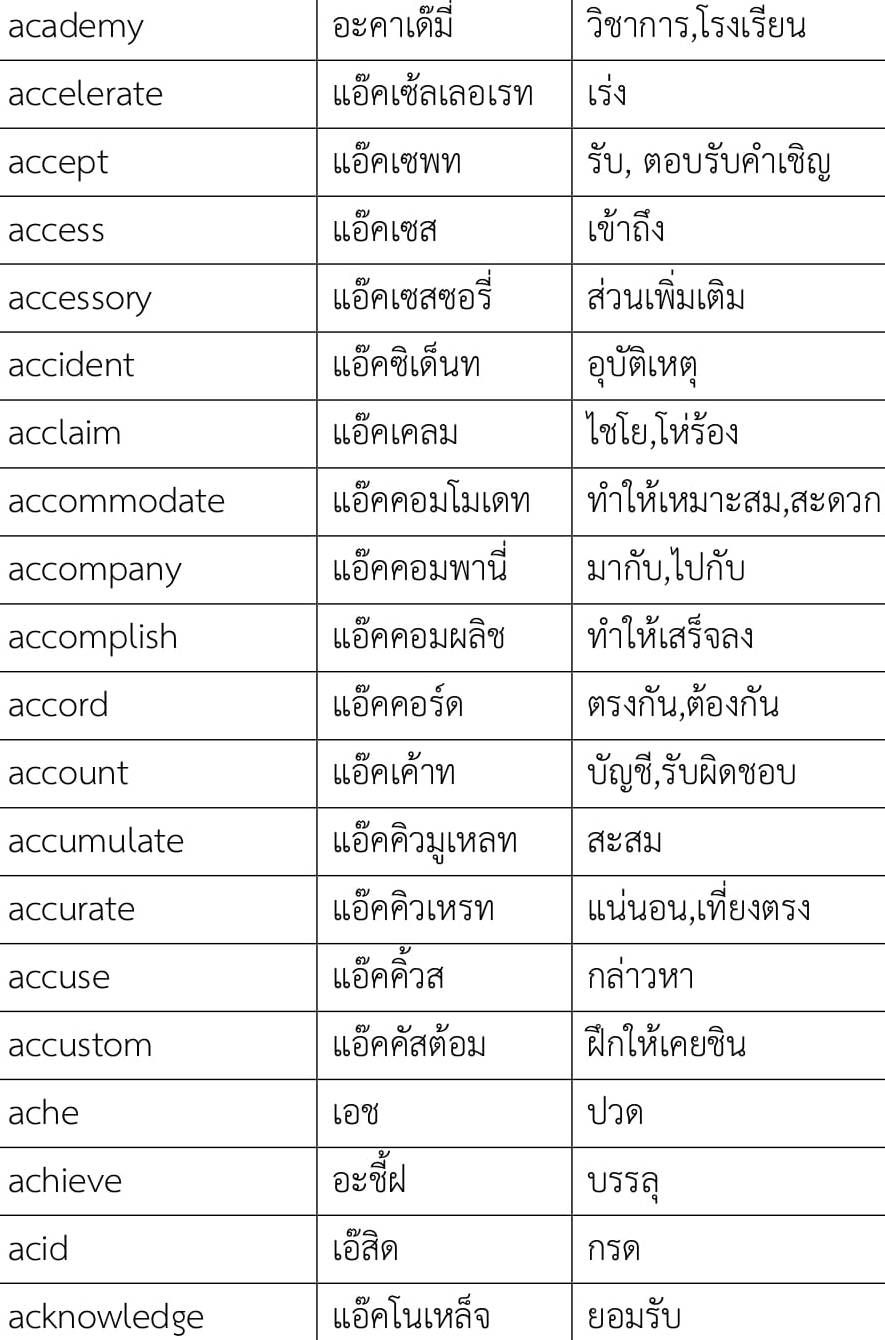 academy อะคาเด๊มี่ วิชาการ,โรงเรียน
accelerate แอ๊คเซ้ลเลอเรท เร่ง
accept แอ๊คเซพท รับ, ตอบรับคำเชิญ
access แอ๊คเซส เข้าถึง
accessory แอ๊คเซสซอรี่ ส่วนเพิ่มเติม
accident แอ๊คซิเด็นท อุบัติเหตุ
acclaim แอ๊คเคลม ไชโย,โห่ร้อง
accommodate แอ๊คคอมโมเดท ทำให้เหมาะสม,สะดวก
accompany แอ๊คคอมพานี่ มากับ,ไปกับ
accomplish แอ๊คคอมผลิช ทำให้เสร็จลง
accord แอ๊คคอร์ด ตรงกัน,ต้องกัน
account แอ๊คเค้าท บัญชี,รับผิดชอบ
accumulate แอ๊คคิวมูเหลท สะสม
accurate แอ๊คคิวเหรท แน่นอน,เที่ยงตรง
accuse แอ๊คคิ้วส กล่าวหา
accustom แอ๊คคัสต้อม ฝึกให้เคยชิน
ache เอช ปวด
achieve อะชี้ฝ บรรลุ
acid เอ๊สิด กรด
acknowledge แอ๊คโนเหล็จ ยอมรับ